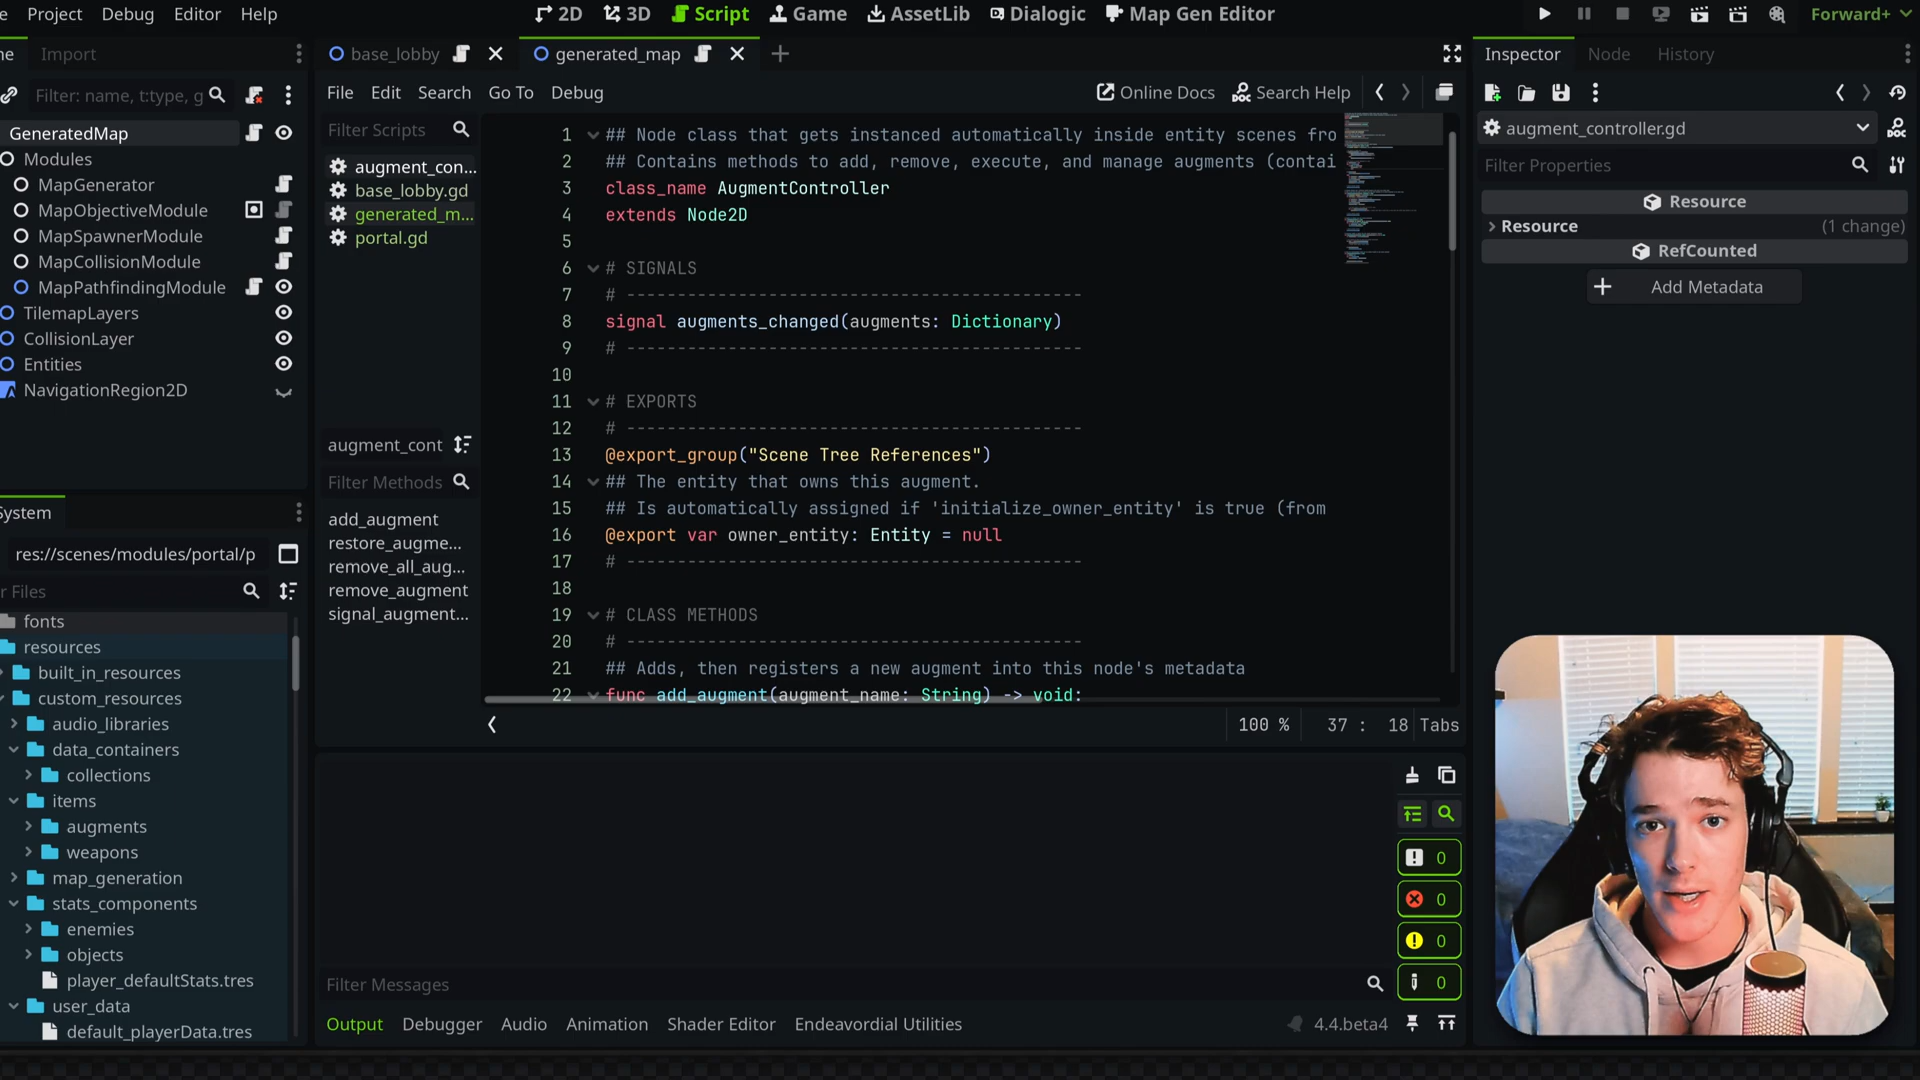 Project Debug Editor Help
2D 3D Script Game AssetLib Dialogic Map Gen Editor
Forward+
Import
Filter: name, t:type, g
GeneratedMap
Modules
MapGenerator
MapObjectiveModule
MapSpawnerModule
MapCollisionModule
MapPathfindingModule
TilemapLayers
CollisionLayer
Entities
NavigationRegion2D
System
res://scenes/modules/portal/p
r Files
fonts
resources
built_in_resources
custom_resources
audio_libraries
data_containers
collections
items
augments
weapons
map_generation
stats_components
enemies
objects
player_defaultStats.tres
user_data
default_playerData.tres
base_lobby generated_map
File Edit Search Go To Debug Online Docs Search Help
Filter Scripts
augment_con...
base_lobby.gd
generated_m...
portal.gd
augment_cont
Filter Methods
add_augment
restore_augme...
remove_all_aug...
remove_augment
signal_augment...
1 ## Node class that gets instanced automatically inside entity scenes fro
2 ## Contains methods to add, remove, execute, and manage augments (contai
3 class_name AugmentController
4 extends Node2D
5
6 # SIGNALS
7 # ---------------------------------------------
8 signal augments_changed(augments: Dictionary)
9 # ---------------------------------------------
10
11 # EXPORTS
12 # ---------------------------------------------
13 @export_group("Scene Tree References")
14 ## The entity that owns this augment.
15 ## Is automatically assigned if 'initialize_owner_entity' is true (from
16 @export var owner_entity: Entity = null
17 # ---------------------------------------------
18
19 # CLASS METHODS
20 # ---------------------------------------------
21 ## Adds, then registers a new augment into this node's metadata
22 func add_augment(augment_name: String) -> void:
100 % 37 : 18 Tabs
0
0
0
0
Filter Messages
Output Debugger Audio Animation Shader Editor Endeavordial Utilities 4.4.beta4
Inspector Node History
augment_controller.gd
Filter Properties
Resource
Resource (1 change)
RefCounted
Add Metadata